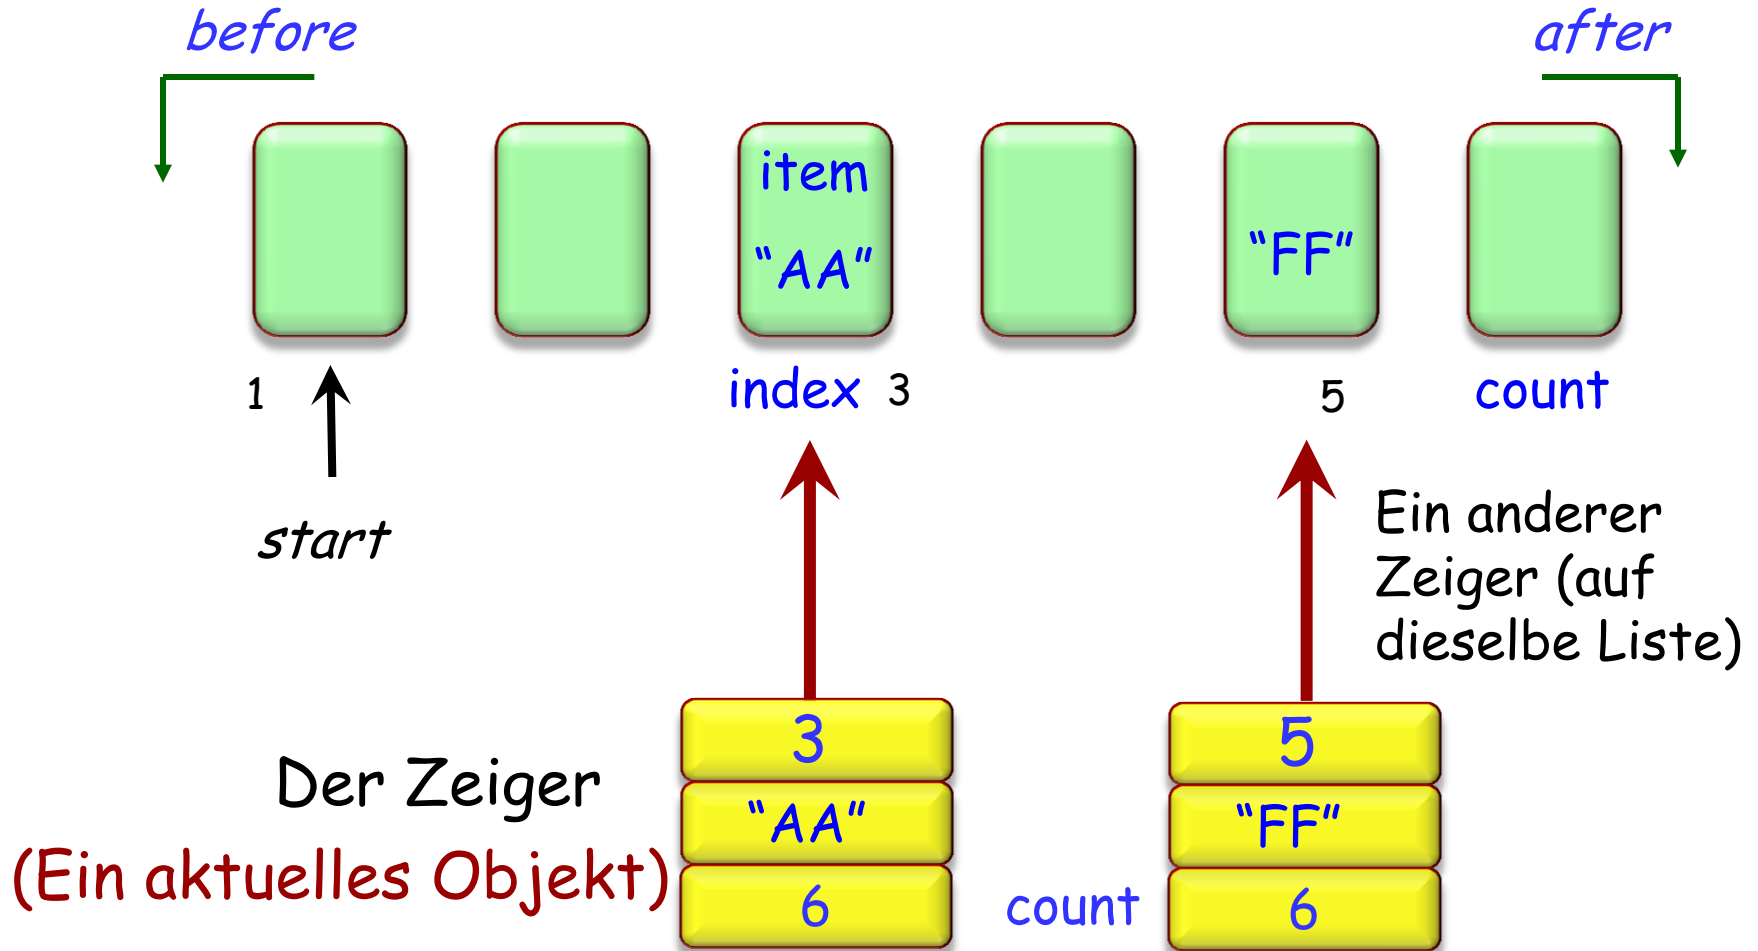 before
after
item
“AA”
“FF”
1
index 3
5
count
start
Ein anderer
Zeiger (auf
dieselbe Liste)
3
5
Der Zeiger
“AA”
“FF”
(Ein aktuelles Objekt)
6
count
6